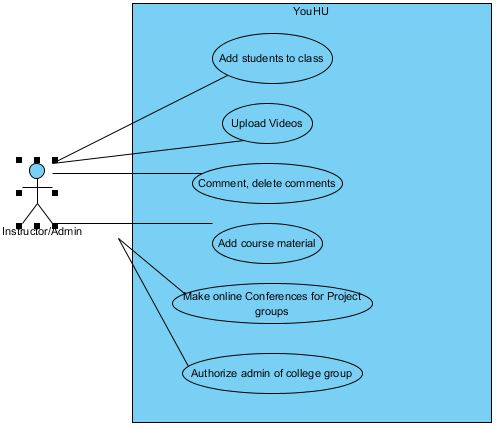 YouHU
Add students to class
Upload Videos
Comment, delete comments
Instructor/Admin
Add course material
Make online Conferences for Project
groups
Authorize admin of college group